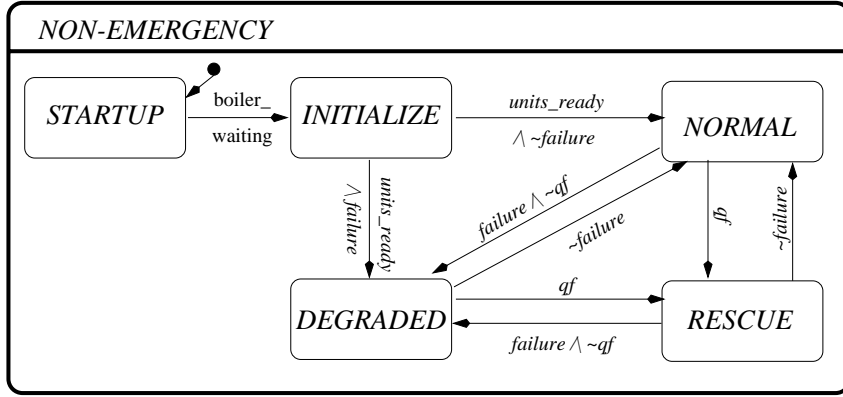 NON-EMERGENCY
STARTUP
boiler_
waiting
INITIALIZE
units_ready
∧ ~failure
NORMAL
units_ready
∧ failure
failure ∧ ~qf
~failure
qf
~failure
DEGRADED
qf
failure ∧ ~qf
RESCUE